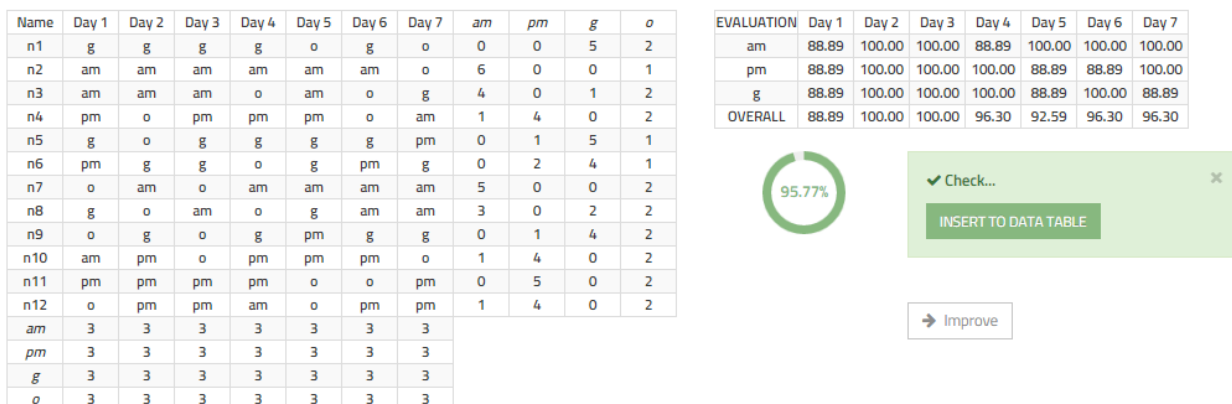 Name Day 1 Day 2 Day 3 Day 4 Day 5 Day 6 Day 7 am pm g o
n1 g g g g o g o 0 0 5 2
n2 am am am am am am o 6 0 0 1
n3 am am am o am o g 4 0 1 2
n4 pm o pm pm pm o am 1 4 0 2
n5 g o g g g g pm 0 1 5 1
n6 pm g g o g pm g 0 2 4 1
n7 o am o am am am am 5 0 0 2
n8 g o am o g am am 3 0 2 2
n9 o g o g pm g g 0 1 4 2
n10 am pm o pm pm pm o 1 4 0 2
n11 pm pm pm pm o o pm 0 5 0 2
n12 o pm pm am o pm pm 1 4 0 2
am 3 3 3 3 3 3 3
pm 3 3 3 3 3 3 3
g 3 3 3 3 3 3 3
o 3 3 3 3 3 3 3
EVALUATION Day 1 Day 2 Day 3 Day 4 Day 5 Day 6 Day 7
am 88.89 100.00 100.00 88.89 100.00 100.00 100.00
pm 88.89 100.00 100.00 100.00 88.89 88.89 100.00
g 88.89 100.00 100.00 100.00 88.89 100.00 88.89
OVERALL 88.89 100.00 100.00 96.30 92.59 96.30 96.30
95.77%
✔ Check... ×
INSERT TO DATA TABLE
➔ Improve